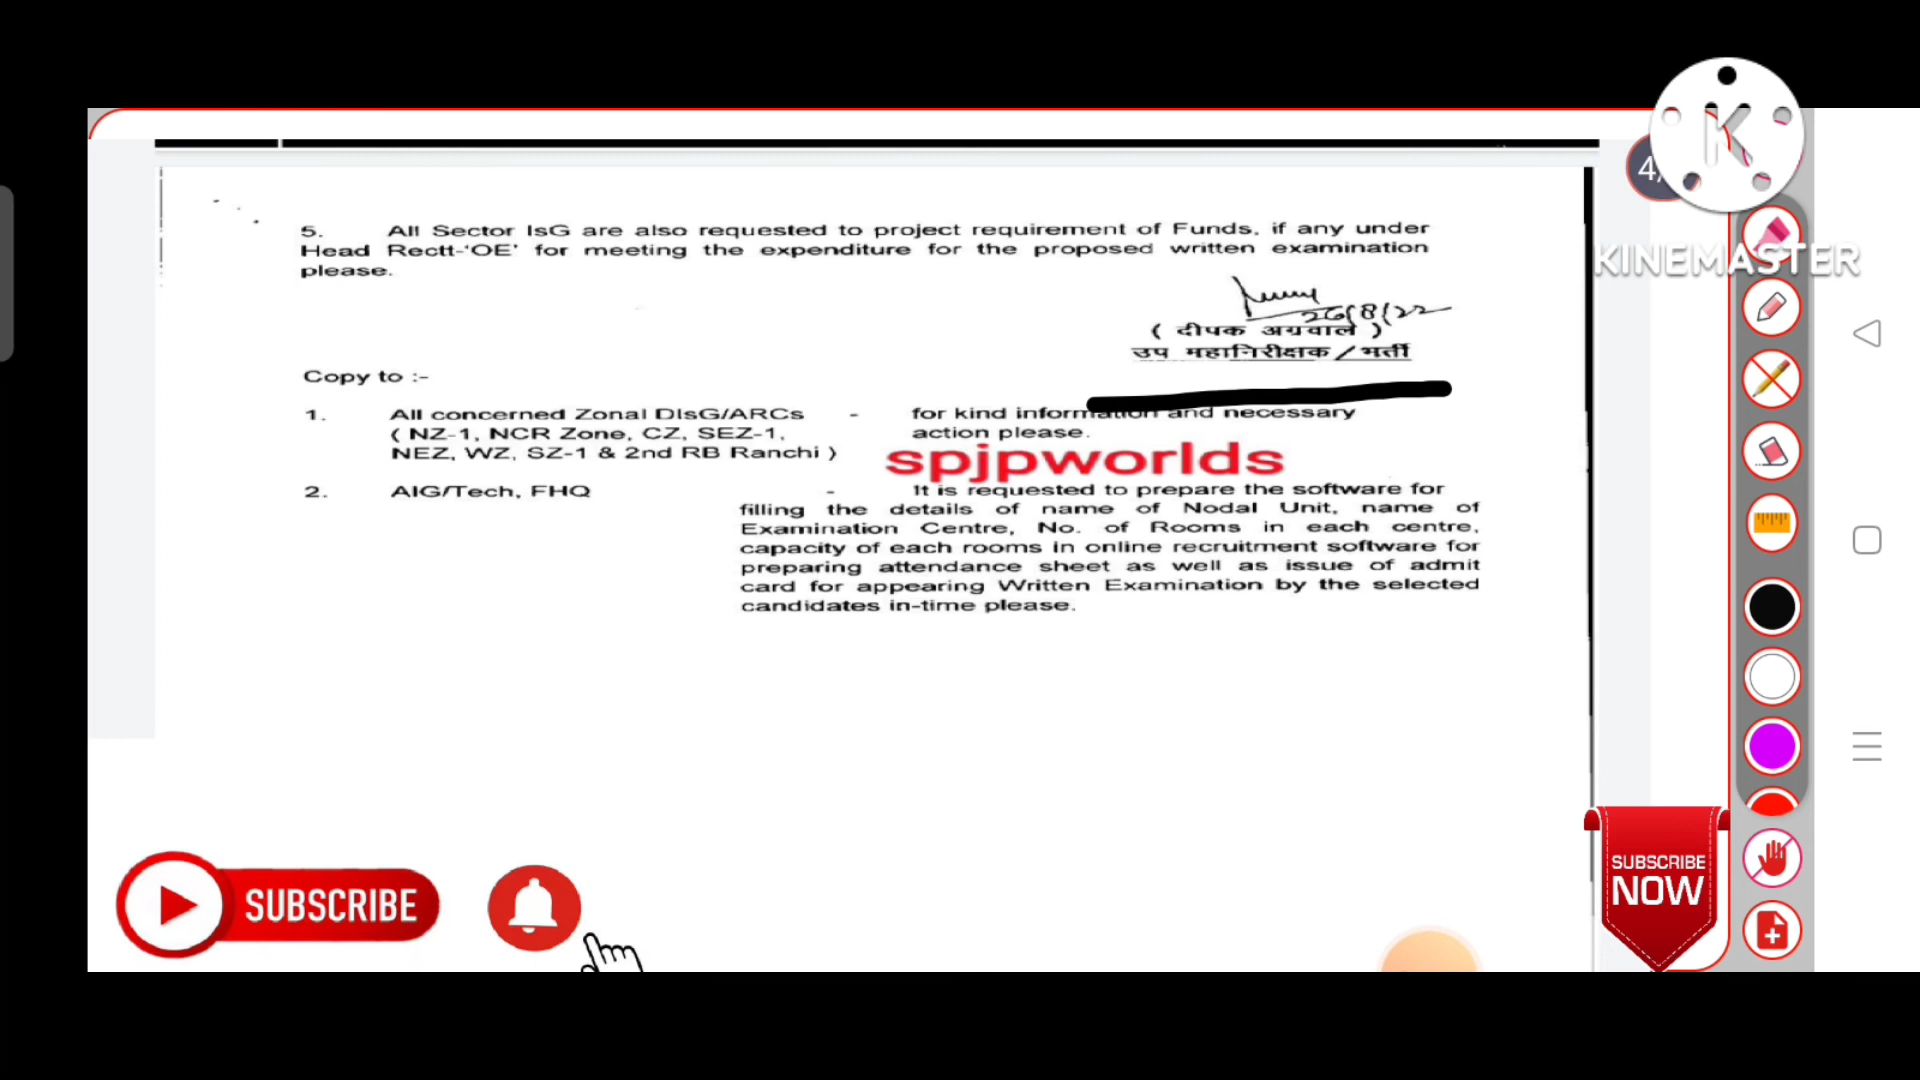 4
K
KINEMASTER
5. All Sector IsG are also requested to project requirement of Funds, if any under
Head Rectt-‘OE’ for meeting the expenditure for the proposed written examination
please.
26/8/22
( दीपक अग्रवाल )
उप महानिरीक्षक / भर्ती
Copy to :-
1. All concerned Zonal DIsG/ARCs - for kind information and necessary
( NZ-1, NCR Zone, CZ, SEZ-1, action please.
NEZ, WZ, SZ-1 & 2nd RB Ranchi )
spjpworlds
2. AIG/Tech, FHQ - It is requested to prepare the software for
filling the details of name of Nodal Unit, name of
Examination Centre, No. of Rooms in each centre,
capacity of each rooms in online recruitment software for
preparing attendance sheet as well as issue of admit
card for appearing Written Examination by the selected
candidates in-time please.
SUBSCRIBE
SUBSCRIBE
NOW